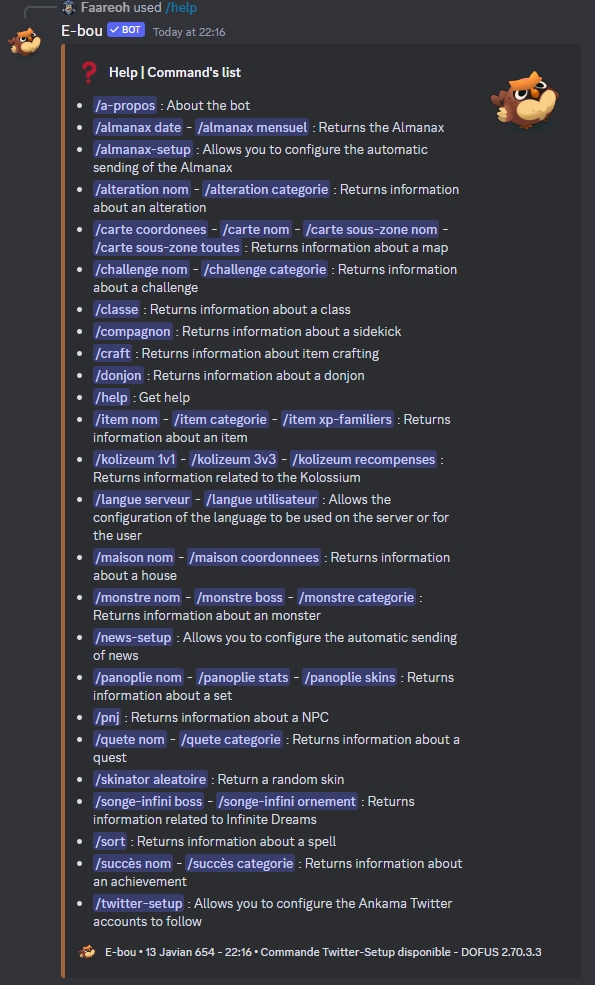 Faareoh used /help
E-bou BOT Today at 22:16
Help | Command's list
/a-propos : About the bot
/almanax date - /almanax mensuel : Returns the Almanax
/almanax-setup : Allows you to configure the automatic
sending of the Almanax
/alteration nom - /alteration categorie : Returns information
about an alteration
/carte coordonees - /carte nom - /carte sous-zone nom -
/carte sous-zone toutes : Returns information about a map
/challenge nom - /challenge categorie : Returns information
about a challenge
/classe : Returns information about a class
/compagnon : Returns information about a sidekick
/craft : Returns information about item crafting
/donjon : Returns information about a donjon
/help : Get help
/item nom - /item categorie - /item xp-familiers : Returns
information about an item
/kolizeum 1v1 - /kolizeum 3v3 - /kolizeum recompenses :
Returns information related to the Kolossium
/langue serveur - /langue utilisateur : Allows the
configuration of the language to be used on the server or for
the user
/maison nom - /maison coordonnees : Returns information
about a house
/monstre nom - /monstre boss - /monstre categorie :
Returns information about an monster
/news-setup : Allows you to configure the automatic sending
of news
/panoplie nom - /panoplie stats - /panoplie skins : Returns
information about a set
/pnj : Returns information about a NPC
/quete nom - /quete categorie : Returns information about a
quest
/skinator aleatoire : Return a random skin
/songe-infini boss - /songe-infini ornement : Returns
information related to Infinite Dreams
/sort : Returns information about a spell
/succès nom - /succès categorie : Returns information about
an achievement
/twitter-setup : Allows you to configure the Ankama Twitter
accounts to follow
E-bou • 13 Javian 654 - 22:16 • Commande Twitter-Setup disponible - DOFUS 2.70.3.3